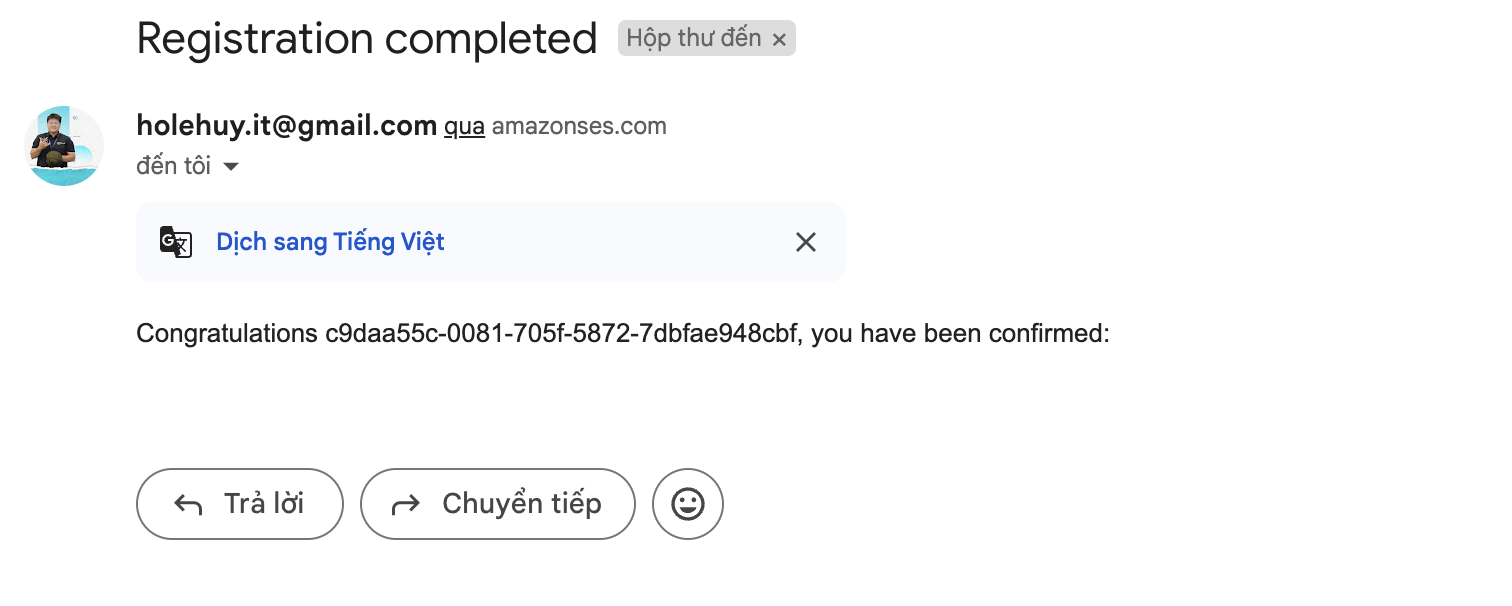 Registration completed Hộp thư đến ×
holehuy.it@gmail.com qua amazonses.com
đến tôi
Dịch sang Tiếng Việt
Congratulations c9daa55c-0081-705f-5872-7dbfae948cbf, you have been confirmed:
Trả lời Chuyển tiếp